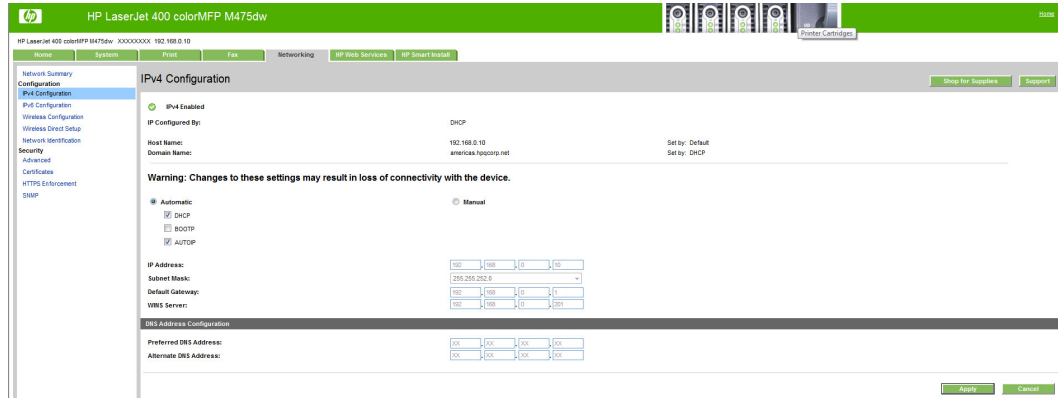 hp HP LaserJet 400 colorMFP M475dw Home
Printer Cartridges
HP LaserJet 400 colorMFP M475dw XXXXXXXX 192.168.0.10
Home System Print Fax Networking HP Web Services HP Smart Install
Network Summary
Configuration
IPv4 Configuration
IPv6 Configuration
Wireless Configuration
Wireless Direct Setup
Network Identification
Security
Advanced
Certificates
HTTPS Enforcement
SNMP
IPv4 Configuration Shop for Supplies Support
IPv4 Enabled
IP Configured By: DHCP
Host Name: 192.168.0.10 Set by: Default
Domain Name: americas.hpqcorp.net Set by: DHCP
Warning: Changes to these settings may result in loss of connectivity with the device.
Automatic Manual
DHCP
BOOTP
AUTOIP
IP Address: 192 . 168 . 0 . 10
Subnet Mask: 255.255.252.0
Default Gateway: 192 . 168 . 0 . 1
WINS Server: 192 . 168 . 0 . 201
DNS Address Configuration
Preferred DNS Address: XX . XX . XX . XX
Alternate DNS Address: XX . XX . XX . XX
Apply Cancel